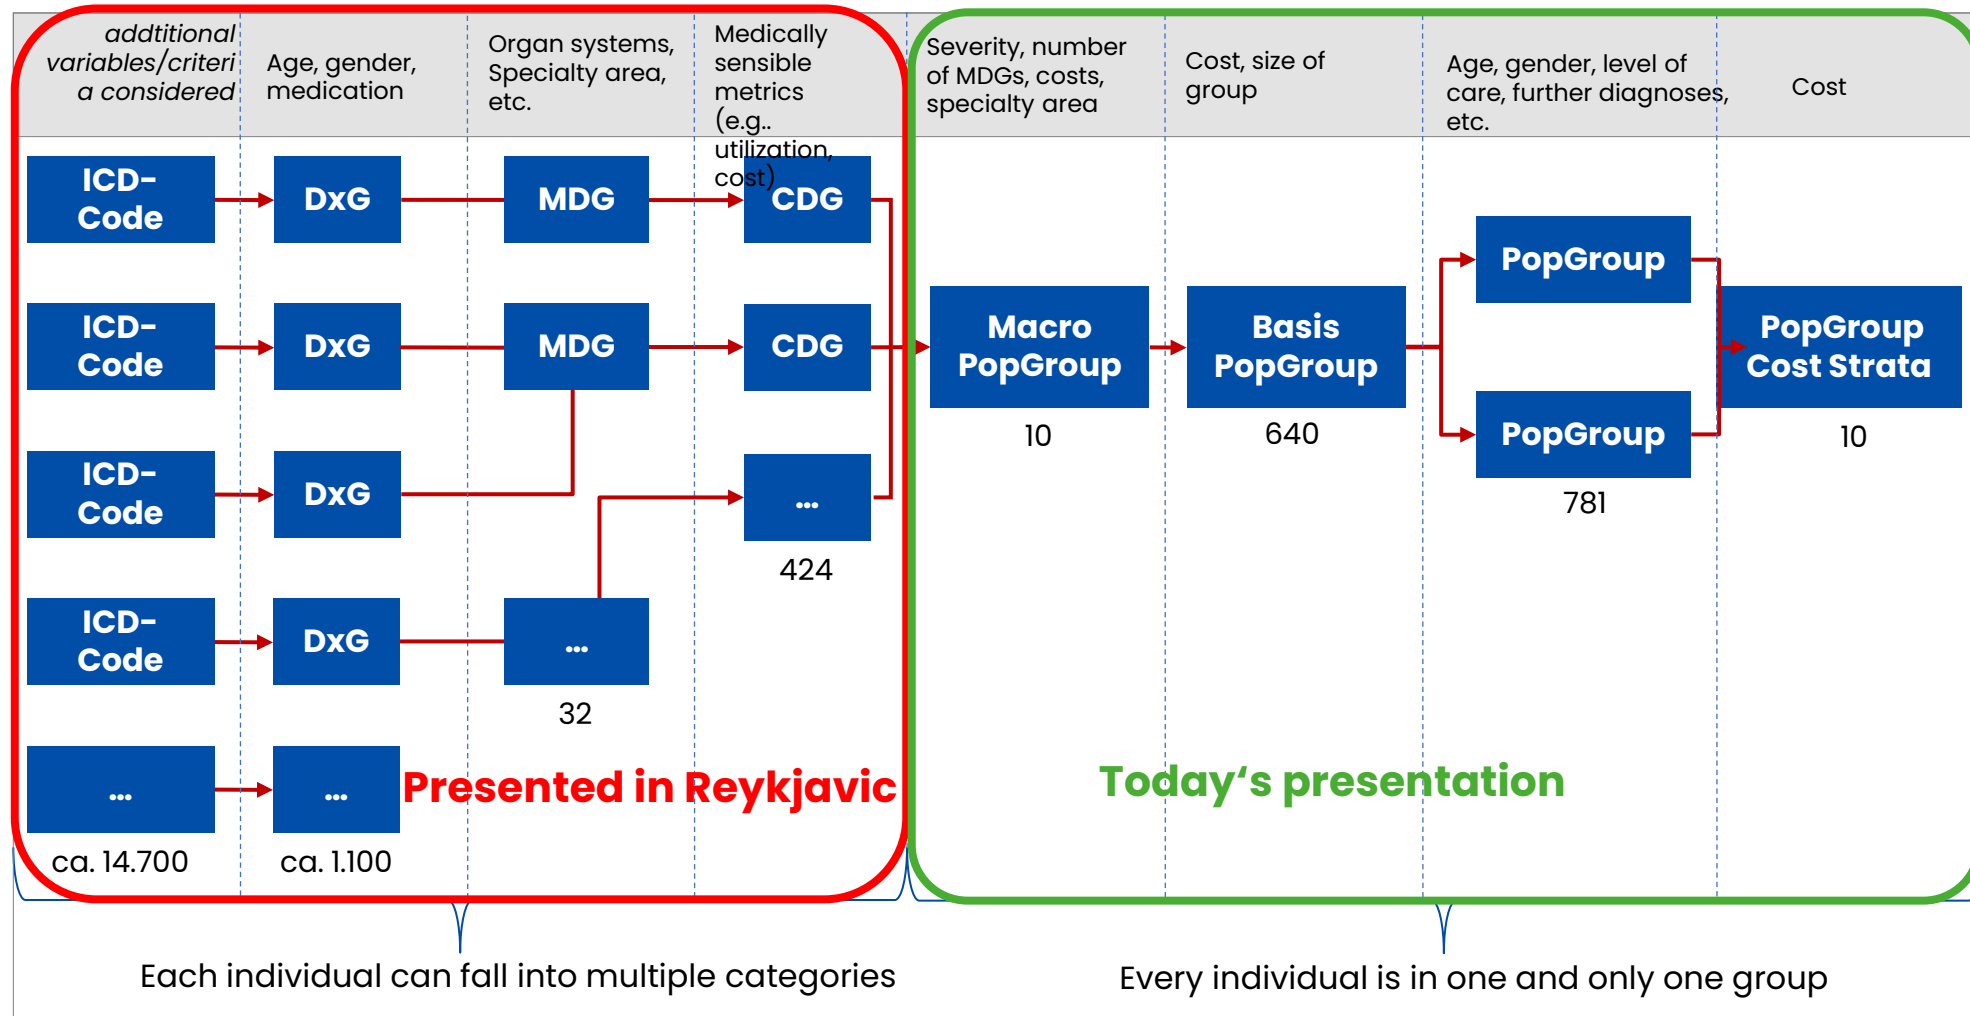 addtitional
variables/criteri
a considered
Age, gender,
medication
Organ systems,
Specialty area,
etc.
Medically
sensible
metrics
(e.g..
utilization,
cost)
Severity, number
of MDGs, costs,
specialty area
Cost, size of
group
Age, gender, level of
care, further diagnoses,
etc.
Cost
ICD-
Code
DxG
MDG
CDG
ICD-
Code
DxG
MDG
CDG
ICD-
Code
DxG
...
424
ICD-
Code
DxG
...
32
...
...
ca. 14.700
ca. 1.100
Presented in Reykjavic
Macro
PopGroup
10
Basis
PopGroup
640
PopGroup
PopGroup
781
PopGroup
Cost Strata
10
Today‘s presentation
Each individual can fall into multiple categories
Every individual is in one and only one group